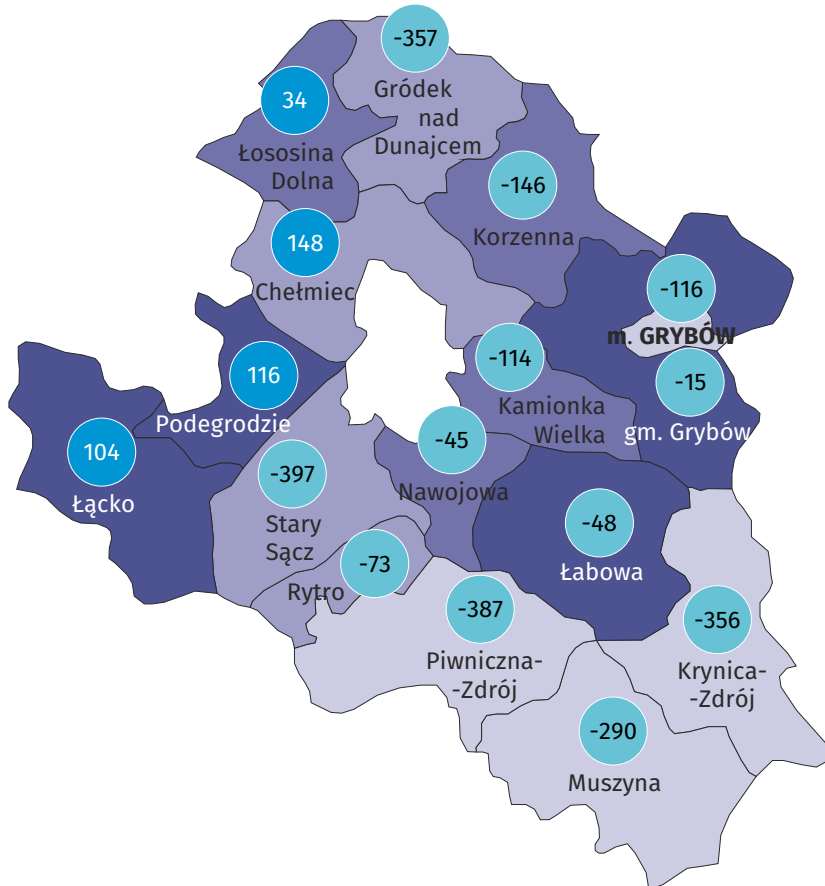 -357
Gródek
nad
Dunajcem
34
Łososina
Dolna
-146
Korzenna
148
Chełmiec
-116
m. GRYBÓW
-114
Kamionka
Wielka
-15
gm. Grybów
116
Podegrodzie
104
Łącko
-397
Stary
Sącz
-45
Nawojowa
-48
Łabowa
-73
Rytro
-387
Piwniczna-
-Zdrój
-356
Krynica-
-Zdrój
-290
Muszyna